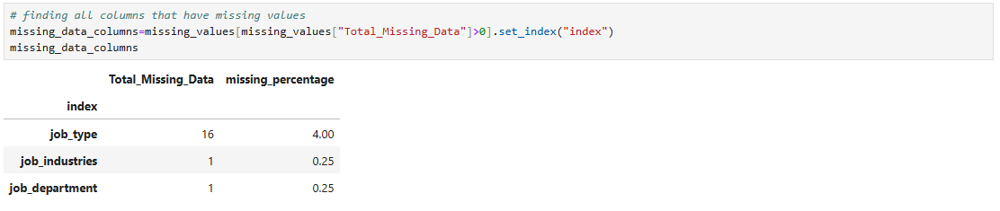 # finding all columns that have missing values
missing_data_columns=missing_values[missing_values["Total_Missing_Data"]>0].set_index("index")
missing_data_columns
Total_Missing_Data missing_percentage
index
job_type 16 4.00
job_industries 1 0.25
job_department 1 0.25